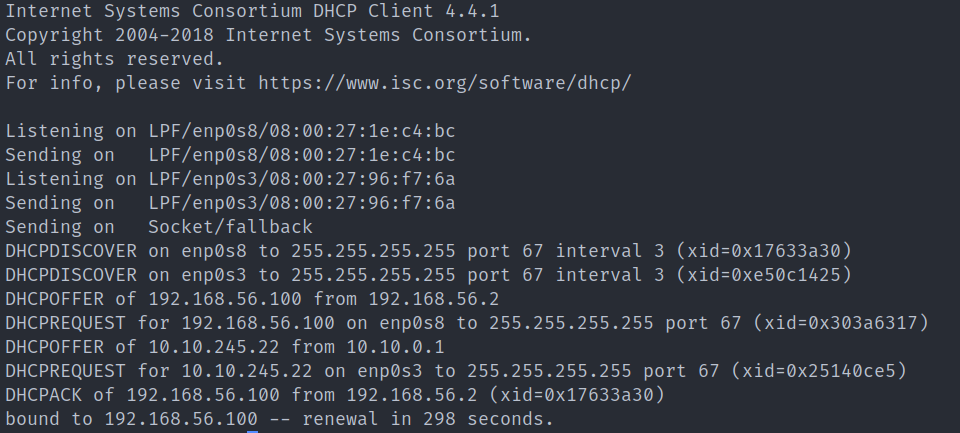 Internet Systems Consortium DHCP Client 4.4.1
Copyright 2004-2018 Internet Systems Consortium.
All rights reserved.
For info, please visit https://www.isc.org/software/dhcp/

Listening on LPF/enp0s8/08:00:27:1e:c4:bc
Sending on   LPF/enp0s8/08:00:27:1e:c4:bc
Listening on LPF/enp0s3/08:00:27:96:f7:6a
Sending on   LPF/enp0s3/08:00:27:96:f7:6a
Sending on   Socket/fallback
DHCPDISCOVER on enp0s8 to 255.255.255.255 port 67 interval 3 (xid=0x17633a30)
DHCPDISCOVER on enp0s3 to 255.255.255.255 port 67 interval 3 (xid=0xe50c1425)
DHCPOFFER of 192.168.56.100 from 192.168.56.2
DHCPREQUEST for 192.168.56.100 on enp0s8 to 255.255.255.255 port 67 (xid=0x303a6317)
DHCPOFFER of 10.10.245.22 from 10.10.0.1
DHCPREQUEST for 10.10.245.22 on enp0s3 to 255.255.255.255 port 67 (xid=0x25140ce5)
DHCPACK of 192.168.56.100 from 192.168.56.2 (xid=0x17633a30)
bound to 192.168.56.100 -- renewal in 298 seconds.